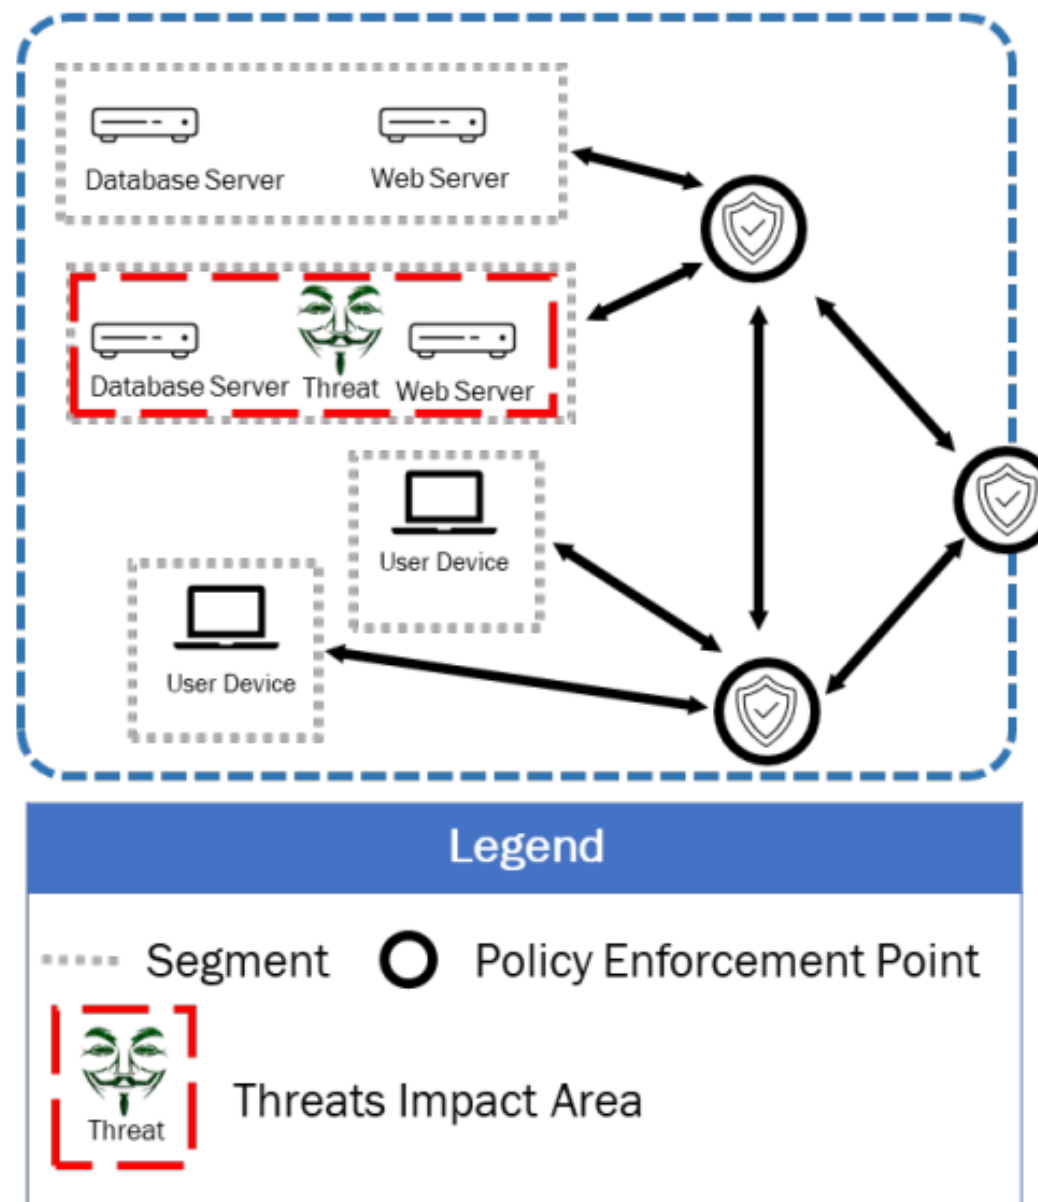 Database Server
Web Server
Database Server
Threat
Web Server
User Device
User Device
Legend
Segment
Policy Enforcement Point
Threat
Threats Impact Area